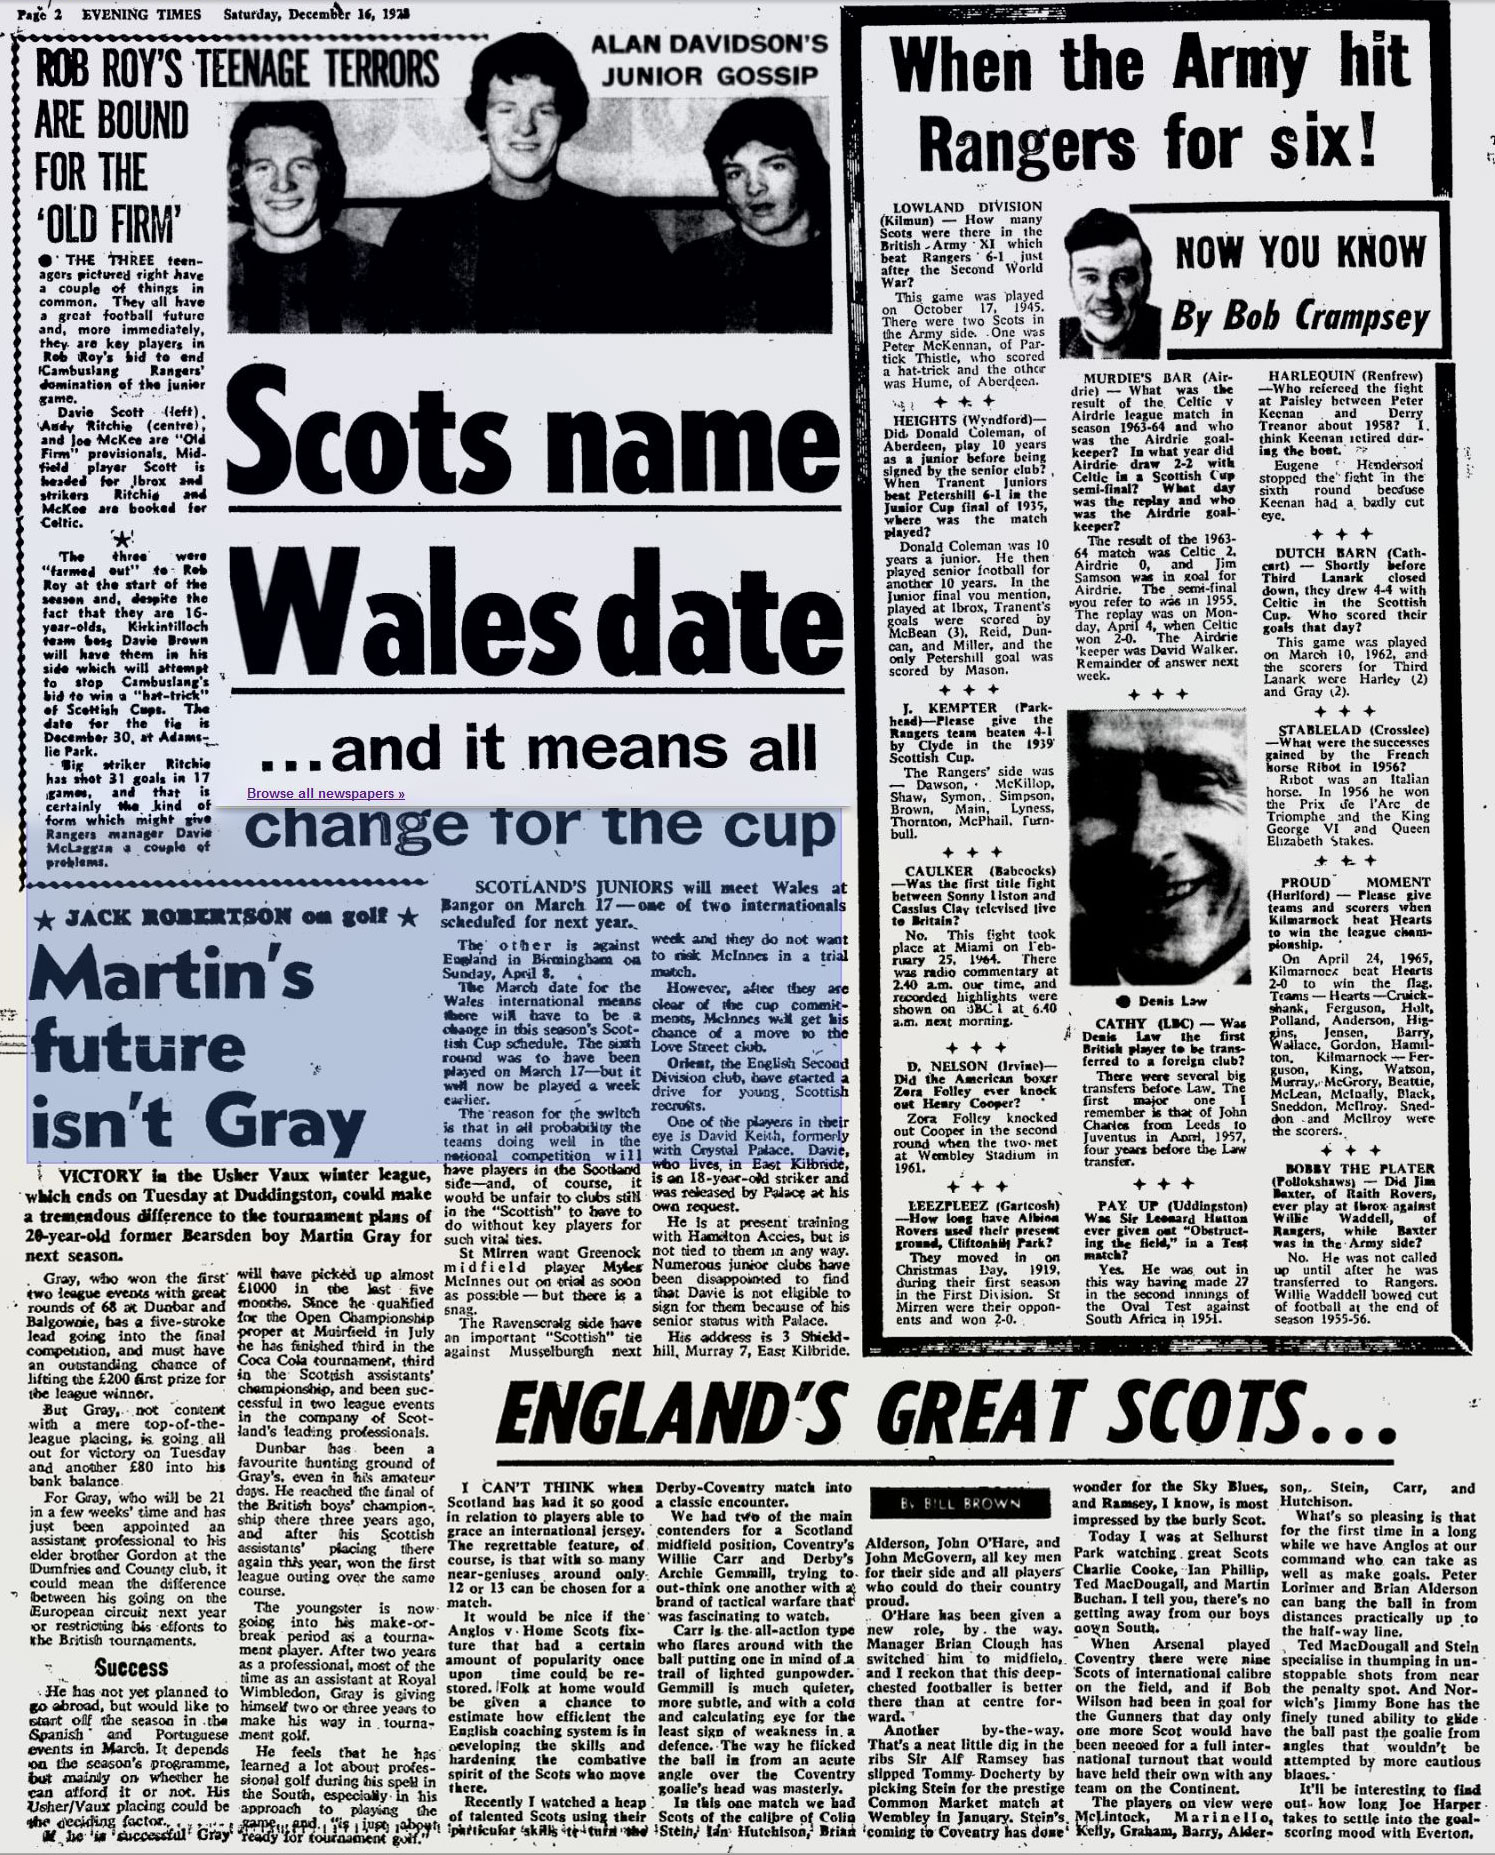 Page 2 EVENING TIMES Saturday, December 16, 1972
ROB ROY'S TEENAGE TERRORS
ARE BOUND
FOR THE
'OLD FIRM'
ALAN DAVIDSON'S
JUNIOR GOSSIP
● THE THREE teen-
agers pictured right have
a couple of things in
common. They all have
a great football future
and, more immediately,
they are key players in
Rob Roy's bid to end
Cambuslang Rangers'
domination of the junior
game.
Davie Scott (left),
Andy Ritchie (centre),
and Joe McKee are "Old
Firm" provisionals. Mid-
field player Scott is
headed for Ibrox and
strikers Ritchie and
McKee are booked for
Celtic.
The three were
"farmed out" to Rob
Roy at the start of the
season and, despite the
fact that they are 16-
year-olds, Kirkintilloch
team boss Davie Brown
will have them in his
side which will attempt
to stop Cambuslang's
bid to win a "hat-trick"
of Scottish Cups. The
date for the tie is
December 30, at Adams-
lie Park.
Big striker Ritchie
has shot 31 goals in 17
games, and that is
certainly the kind of
form which might give
Rangers manager Davie
McLaggan a couple of
problems.
Scots name
Wales date
...and it means all
Browse all newspapers »
change for the cup
SCOTLAND'S JUNIORS will meet Wales at
Bangor on March 17—one of two internationals
scheduled for next year.
The other is against
England in Birmingham on
Sunday, April 8.
The March date for the
Wales international means
there will have to be a
change in this season's Scot-
tish Cup schedule. The sixth
round was to have been
played on March 17—but it
will now be played a week
earlier.
The reason for the switch
is that in all probability the
teams doing well in the
national competition will
have players in the Scotland
side—and, of course, it
would be unfair to clubs still
in the "Scottish" to have to
do without key players for
such vital ties.
St Mirren want Greenock
midfield player Myles
McInnes out on trial as soon
as possible — but there is a
snag.
The Ravenscraig side have
an important "Scottish" tie
against Musselburgh next
week and they do not want
to risk McInnes in a trial
match.
However, after they are
clear of the cup commit-
ments, McInnes will get his
chance of a move to the
Love Street club.
Orient, the English Second
Division club, have started a
drive for young Scottish
recruits.
One of the players in their
eye is David Keith, formerly
with Crystal Palace. Davie,
who lives in East Kilbride,
is an 18-year-old striker and
was released by Palace at his
own request.
He is at present training
with Hamilton Accies, but is
not tied to them in any way.
Numerous junior clubs have
been disappointed to find
that Davie is not eligible to
sign for them because of his
senior status with Palace.
His address is 3 Shield-
hill, Murray 7, East Kilbride.
★ JACK ROBERTSON on golf ★
Martin's
future
isn't Gray
VICTORY in the Usher Vaux winter league,
which ends on Tuesday at Duddingston, could make
a tremendous difference to the tournament plans of
20-year-old former Bearsden boy Martin Gray for
next season.
Gray, who won the first
two league events with great
rounds of 68 at Dunbar and
Balgownie, has a five-stroke
lead going into the final
competition, and must have
an outstanding chance of
lifting the £200 first prize for
the league winner.
But Gray, not content
with a mere top-of-the-
league placing, is going all
out for victory on Tuesday
and another £80 into his
bank balance.
For Gray, who will be 21
in a few weeks' time and has
just been appointed an
assistant professional to his
elder brother Gordon at the
Dumfries and County club, it
could mean the difference
between his going on the
European circuit next year
or restricting his efforts to
the British tournaments.
Success
He has not yet planned to
go abroad, but would like to
start off the season in the
Spanish and Portuguese
events in March. It depends
on the season's programme,
but mainly on whether he
can afford it or not. His
Usher/Vaux placing could be
the deciding factor.
If he is successful Gray
will have picked up almost
£1000 in the last five
months. Since he qualified
for the Open Championship
proper at Muirfield in July
he has finished third in the
Coca Cola tournament, third
in the Scottish assistants'
championship, and been suc-
cessful in two league events
in the company of Scot-
land's leading professionals.
Dunbar has been a
favourite hunting ground of
Gray's, even in his amateur
days. He reached the final of
the British boys' champion-
ship there three years ago,
and after his Scottish
assistants' placing there
again this year, won the first
league outing over the same
course.
The youngster is now
going into his make-or-
break period as a tourna-
ment player. After two years
as a professional, most of the
time as an assistant at Royal
Wimbledon, Gray is giving
himself two or three years to
make his way in tourna-
ment golf.
He feels that he has
learned a lot about profes-
sional golf during his spell in
the South, especially in his
approach to playing the
game, and "is just about
ready for tournament golf."
When the Army hit
Rangers for six!
NOW YOU KNOW
By Bob Crampsey
LOWLAND DIVISION
(Kilmun) — How many
Scots were there in the
British Army XI which
beat Rangers 6-1 just
after the Second World
War?
This game was played
on October 17, 1945.
There were two Scots in
the Army side. One was
Peter McKennan, of Par-
tick Thistle, who scored
a hat-trick and the other
was Hume, of Aberdeen.
HEIGHTS (Wyndford)—
Did Donald Coleman, of
Aberdeen, play 10 years
as a junior before being
signed by the senior club?
When Tranent Juniors
beat Petershill 6-1 in the
Junior Cup final of 1935,
where was the match
played?
Donald Coleman was 10
years a junior. He then
played senior football for
another 10 years. In the
Junior final you mention,
played at Ibrox, Tranent's
goals were scored by
McBean (3), Reid, Dun-
can, and Miller, and the
only Petershill goal was
scored by Mason.
J. KEMPTER (Park-
head)—Please give the
Rangers team beaten 4-1
by Clyde in the 1939
Scottish Cup.
The Rangers' side was
— Dawson, McKillop,
Shaw, Symon, Simpson,
Brown, Main, Lyness,
Thornton, McPhail, Turn-
bull.
CAULKER (Babcocks)
—Was the first title fight
between Sonny Liston and
Cassius Clay televised live
to Britain?
No. This fight took
place at Miami on Feb-
ruary 25, 1964. There
was radio commentary at
2.40 a.m. our time, and
recorded highlights were
shown on BBC 1 at 6.40
a.m. next morning.
D. NELSON (Irvine)—
Did the American boxer
Zora Folley ever knock
out Henry Cooper?
Zora Folley knocked
out Cooper in the second
round when the two met
at Wembley Stadium in
1961.
LEEZPLEEZ (Gartcosh)
—How long have Albion
Rovers used their present
ground, Cliftonhill Park?
They moved in on
Christmas Day, 1919,
during their first season
in the First Division. St
Mirren were their oppon-
ents and won 2-0.
MURDIE'S BAR (Air-
drie) — What was the
result of the Celtic v
Airdrie league match in
season 1963-64 and who
was the Airdrie goal-
keeper? In what year did
Airdrie draw 2-2 with
Celtic in a Scottish Cup
semi-final? What day
was the replay and who
was the Airdrie goal-
keeper?
The result of the 1963-
64 match was Celtic 2,
Airdrie 0, and Jim
Samson was in goal for
Airdrie. The semi-final
you refer to was in 1955.
The replay was on Mon-
day, April 4, when Celtic
won 2-0. The Airdrie
'keeper was David Walker.
Remainder of answer next
week.
● Denis Law
CATHY (LBC) — Was
Denis Law the first
British player to be trans-
ferred to a foreign club?
There were several big
transfers before Law. The
first major one I
remember is that of John
Charles from Leeds to
Juventus in April, 1957,
four years before the Law
transfer.
PAY UP (Uddingston)
Was Sir Leonard Hutton
ever given out "Obstruct-
ing the field," in a Test
match?
Yes. He was out in
this way having made 27
in the second innings of
the Oval Test against
South Africa in 1951.
HARLEQUIN (Renfrew)
—Who refereed the fight
at Paisley between Peter
Keenan and Derry
Treanor about 1958? I
think Keenan retired dur-
ing the bout.
Eugene Henderson
stopped the fight in the
sixth round because
Keenan had a badly cut
eye.
DUTCH BARN (Cath-
cart) — Shortly before
Third Lanark closed
down, they drew 4-4 with
Celtic in the Scottish
Cup. Who scored their
goals that day?
This game was played
on March 10, 1962, and
the scorers for Third
Lanark were Harley (2)
and Gray (2).
STABLELAD (Crosslee)
—What were the successes
gained by the French
horse Ribot in 1956?
Ribot was an Italian
horse. In 1956 he won
the Prix de l'Arc de
Triomphe and the King
George VI and Queen
Elizabeth Stakes.
PROUD MOMENT
(Hurlford) — Please give
teams and scorers when
Kilmarnock beat Hearts
to win the league cham-
pionship.
On April 24, 1965,
Kilmarnock beat Hearts
2-0 to win the flag.
Teams — Hearts —Cruick-
shank, Ferguson, Holt,
Polland, Anderson, Hig-
gins, Jensen, Barry,
Wallace, Gordon, Hamil-
ton. Kilmarnock — Fer-
guson, King, Watson,
Murray, McGrory, Beattie,
McLean, McInally, Black,
Sneddon, McIlroy. Sned-
don and McIlroy were
the scorers.
BOBBY THE PLATER
(Pollokshaws) — Did Jim
Baxter, of Raith Rovers,
ever play at Ibrox against
Willie Waddell, of
Rangers, while Baxter
was in the Army side?
No. He was not called
up until after he was
transferred to Rangers.
Willie Waddell bowed out
of football at the end of
season 1955-56.
ENGLAND'S GREAT SCOTS...
By BILL BROWN
I CAN'T THINK when
Scotland has had it so good
in relation to players able to
grace an international jersey.
The regrettable feature, of
course, is that with so many
near-geniuses around only
12 or 13 can be chosen for a
match.
It would be nice if the
Anglos v Home Scots fix-
ture that had a certain
amount of popularity once
upon time could be re-
stored. Folk at home would
be given a chance to
estimate how efficient the
English coaching system is in
developing the skills and
hardening the combative
spirit of the Scots who move
there.
Recently I watched a heap
of talented Scots using their
particular skills to turn the
Derby-Coventry match into
a classic encounter.
We had two of the main
contenders for a Scotland
midfield position, Coventry's
Willie Carr and Derby's
Archie Gemmill, trying to
out-think one another with a
brand of tactical warfare that
was fascinating to watch.
Carr is the all-action type
who flares around with the
ball putting one in mind of a
trail of lighted gunpowder.
Gemmill is much quieter,
more subtle, and with a cold
and calculating eye for the
least sign of weakness in a
defence. The way he flicked
the ball in from an acute
angle over the Coventry
goalie's head was masterly.
In this one match we had
Scots of the calibre of Colin
Stein, Ian Hutchison, Brian
Alderson, John O'Hare, and
John McGovern, all key men
for their side and all players
who could do their country
proud.
O'Hare has been given a
new role, by the way.
Manager Brian Clough has
switched him to midfield,
and I reckon that this deep-
chested footballer is better
there than at centre for-
ward.
Another by-the-way.
That's a neat little dig in the
ribs Sir Alf Ramsey has
slipped Tommy Docherty by
picking Stein for the prestige
Common Market match at
Wembley in January. Stein's
coming to Coventry has done
wonder for the Sky Blues,
and Ramsey, I know, is most
impressed by the burly Scot.
Today I was at Selhurst
Park watching great Scots
Charlie Cooke, Ian Phillip,
Ted MacDougall, and Martin
Buchan. I tell you, there's no
getting away from our boys
down South.
When Arsenal played
Coventry there were nine
Scots of international calibre
on the field, and if Bob
Wilson had been in goal for
the Gunners that day only
one more Scot would have
been needed for a full inter-
national turnout that would
have held their own with any
team on the Continent.
The players on view were
McLintock, Marinello,
Kelly, Graham, Barry, Alder-
son, Stein, Carr, and
Hutchison.
What's so pleasing is that
for the first time in a long
while we have Anglos at our
command who can take as
well as make goals. Peter
Lorimer and Brian Alderson
can bang the ball in from
distances practically up to
the half-way line.
Ted MacDougall and Stein
specialise in thumping in un-
stoppable shots from near
the penalty spot. And Nor-
wich's Jimmy Bone has the
finely tuned ability to glide
the ball past the goalie from
angles that wouldn't be
attempted by more cautious
blades.
It'll be interesting to find
out how long Joe Harper
takes to settle into the goal-
scoring mood with Everton.